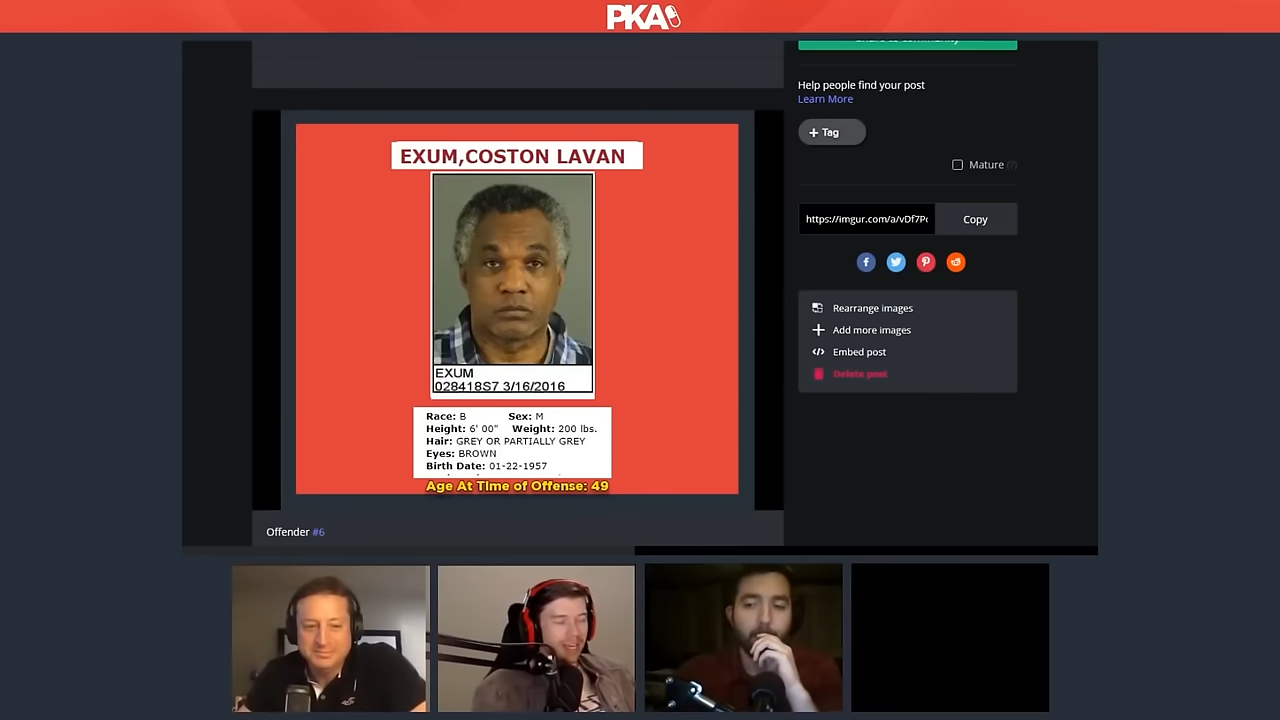 PKA
Help people find your post
Learn More
+ Tag
Mature (?)
EXUM,COSTON LAVAN
https://imgur.com/a/vDf7P
Copy
Rearrange images
Add more images
Embed post
Delete post
EXUM
028418S7 3/16/2016
Race: B Sex: M
Height: 6' 00" Weight: 200 lbs.
Hair: GREY OR PARTIALLY GREY
Eyes: BROWN
Birth Date: 01-22-1957
Age At Time of Offense: 49
Offender #6